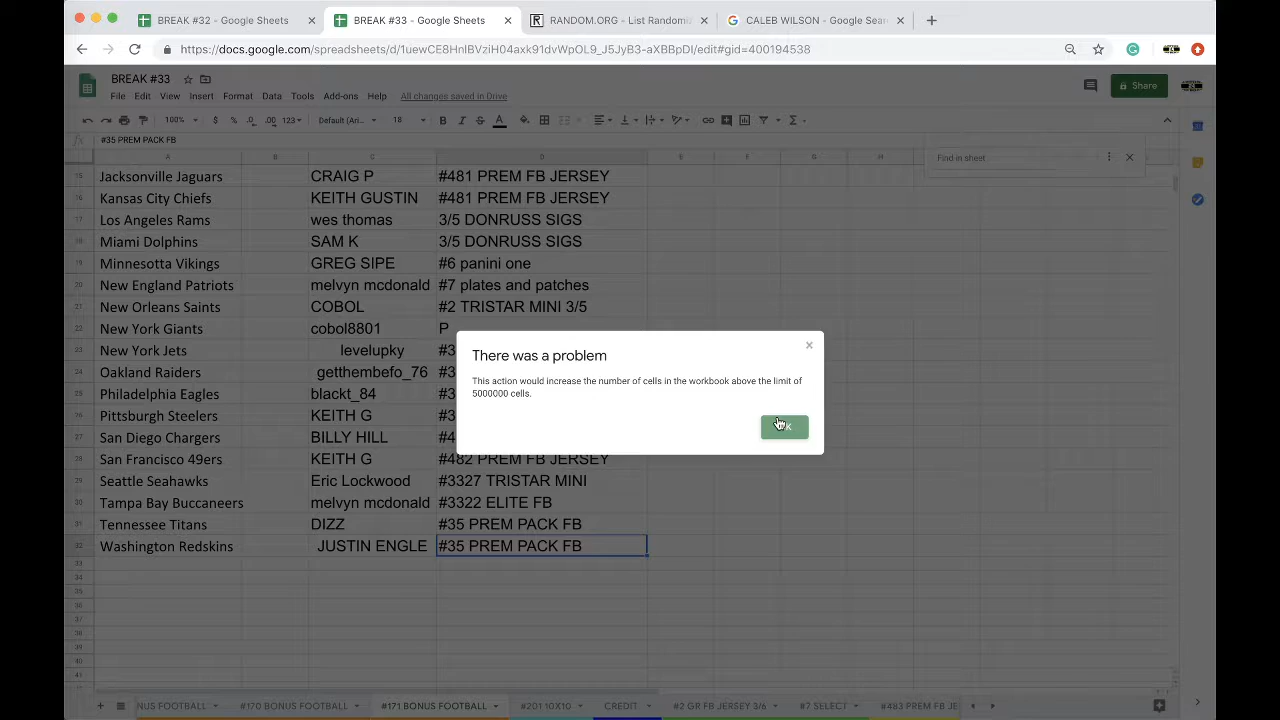 BREAK #32 - Google Sheets × BREAK #33 - Google Sheets × RANDOM.ORG - List Randomiz × CALEB WILSON - Google Sear × +
https://docs.google.com/spreadsheets/d/1uewCE8HnIBVziH04axk91dvWpOL9_J5JyB3-aXBBpDI/edit#gid=400194538
BREAK #33
File Edit View Insert Format Data Tools Add-ons Help All changes saved in Drive
Share
100% $ % .0 .00 123 Default (Ari... 18 B I S A
fx #35 PREM PACK FB
Find in sheet
A B C D E F G H
15 Jacksonville Jaguars CRAIG P #481 PREM FB JERSEY
16 Kansas City Chiefs KEITH GUSTIN #481 PREM FB JERSEY
17 Los Angeles Rams wes thomas 3/5 DONRUSS SIGS
18 Miami Dolphins SAM K 3/5 DONRUSS SIGS
19 Minnesotta Vikings GREG SIPE #6 panini one
20 New England Patriots melvyn mcdonald #7 plates and patches
21 New Orleans Saints COBOL #2 TRISTAR MINI 3/5
22 New York Giants cobol8801 P
23 New York Jets levelupky #3
24 Oakland Raiders getthembefo_76 #3
25 Philadelphia Eagles blackt_84 #3
26 Pittsburgh Steelers KEITH G #3
27 San Diego Chargers BILLY HILL #4
28 San Francisco 49ers KEITH G #482 PREM FB JERSEY
29 Seattle Seahawks Eric Lockwood #3327 TRISTAR MINI
30 Tampa Bay Buccaneers melvyn mcdonald #3322 ELITE FB
31 Tennessee Titans DIZZ #35 PREM PACK FB
32 Washington Redskins JUSTIN ENGLE #35 PREM PACK FB
33
34
35
36
37
38
39
40
41
There was a problem
This action would increase the number of cells in the workbook above the limit of
5000000 cells.
NUS FOOTBALL #170 BONUS FOOTBALL #171 BONUS FOOTBALL #201 10X10 CREDIT #2 GR FB JERSEY 3/6 #7 SELECT #483 PREM FB JE